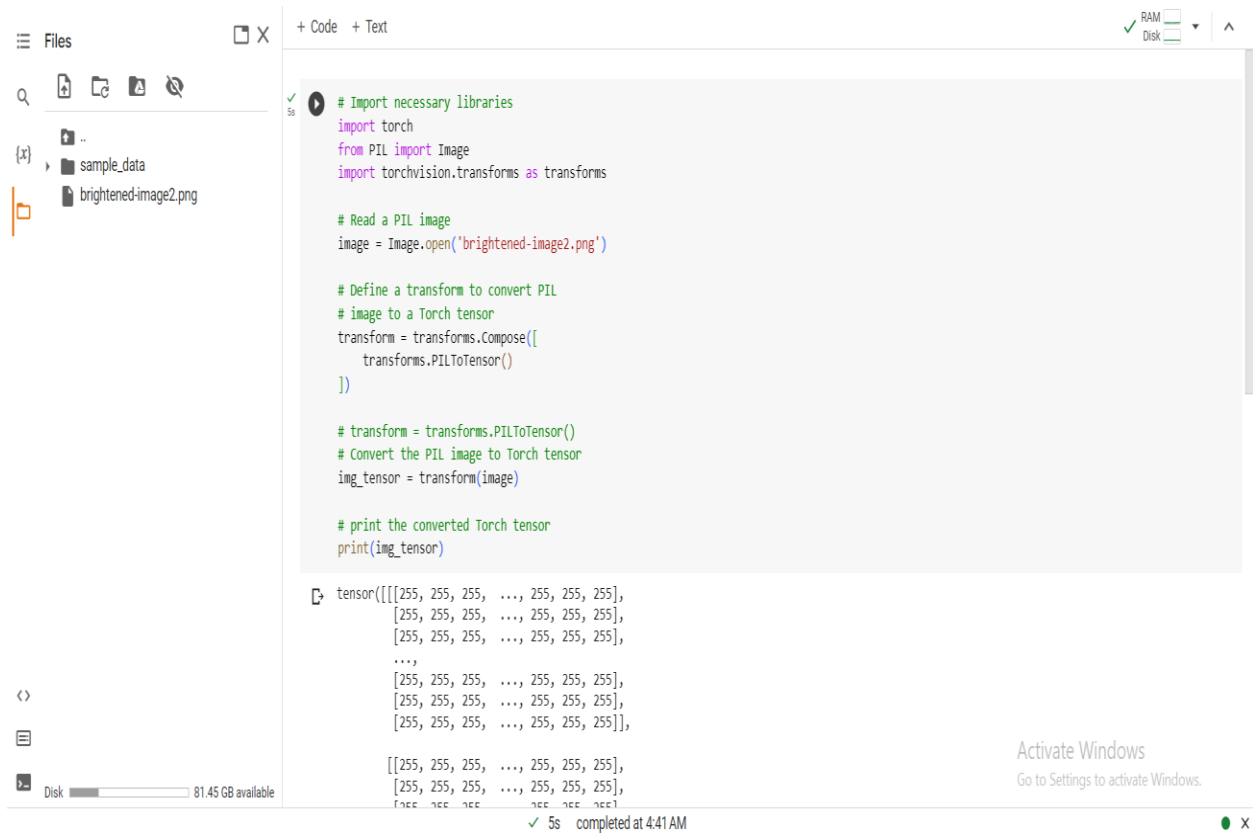 Files
..
sample_data
brightened-image2.png
{x}
<>
Disk 81.45 GB available
+ Code + Text
RAM
Disk
5s
# Import necessary libraries
import torch
from PIL import Image
import torchvision.transforms as transforms
# Read a PIL image
image = Image.open('brightened-image2.png')
# Define a transform to convert PIL
# image to a Torch tensor
transform = transforms.Compose([
    transforms.PILToTensor()
])
# transform = transforms.PILToTensor()
# Convert the PIL image to Torch tensor
img_tensor = transform(image)
# print the converted Torch tensor
print(img_tensor)
tensor([[[255, 255, 255,  ..., 255, 255, 255],
         [255, 255, 255,  ..., 255, 255, 255],
         [255, 255, 255,  ..., 255, 255, 255],
         ...,
         [255, 255, 255,  ..., 255, 255, 255],
         [255, 255, 255,  ..., 255, 255, 255],
         [255, 255, 255,  ..., 255, 255, 255]],
        [[255, 255, 255,  ..., 255, 255, 255],
         [255, 255, 255,  ..., 255, 255, 255],
         [255, 255, 255,  ..., 255, 255, 255]
Activate Windows
Go to Settings to activate Windows.
5s completed at 4:41 AM